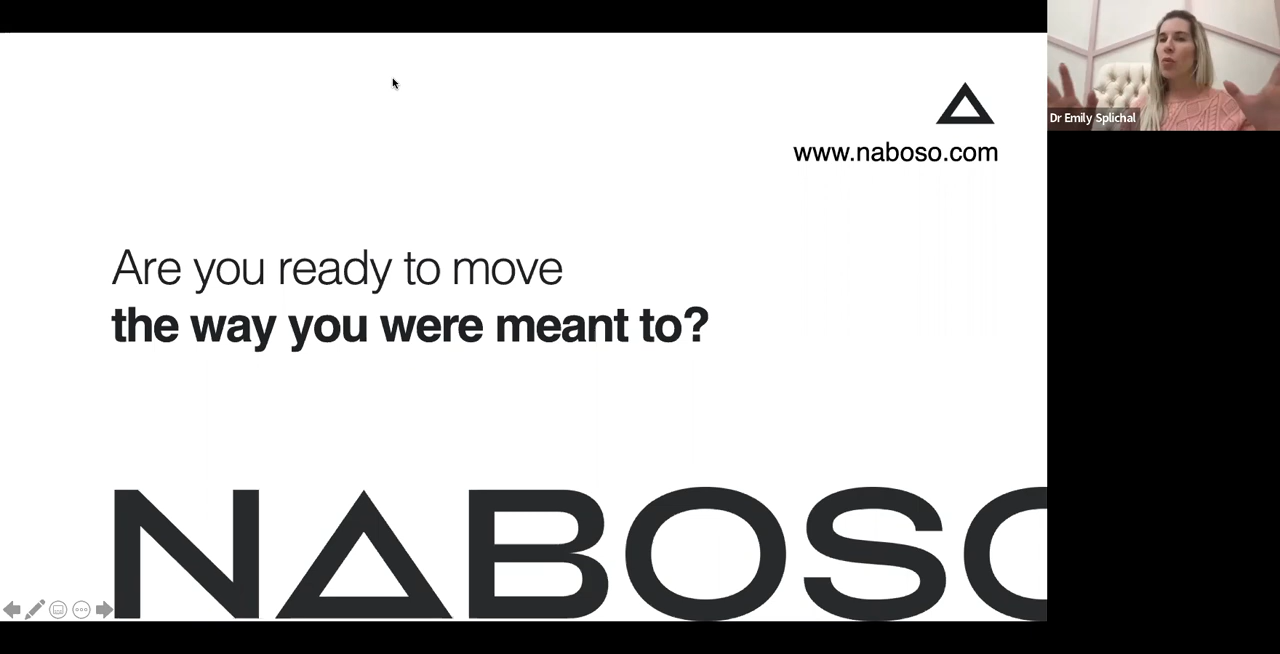 www.naboso.com
Dr Emily Splichal
Are you ready to move
the way you were meant to?
NABOSO